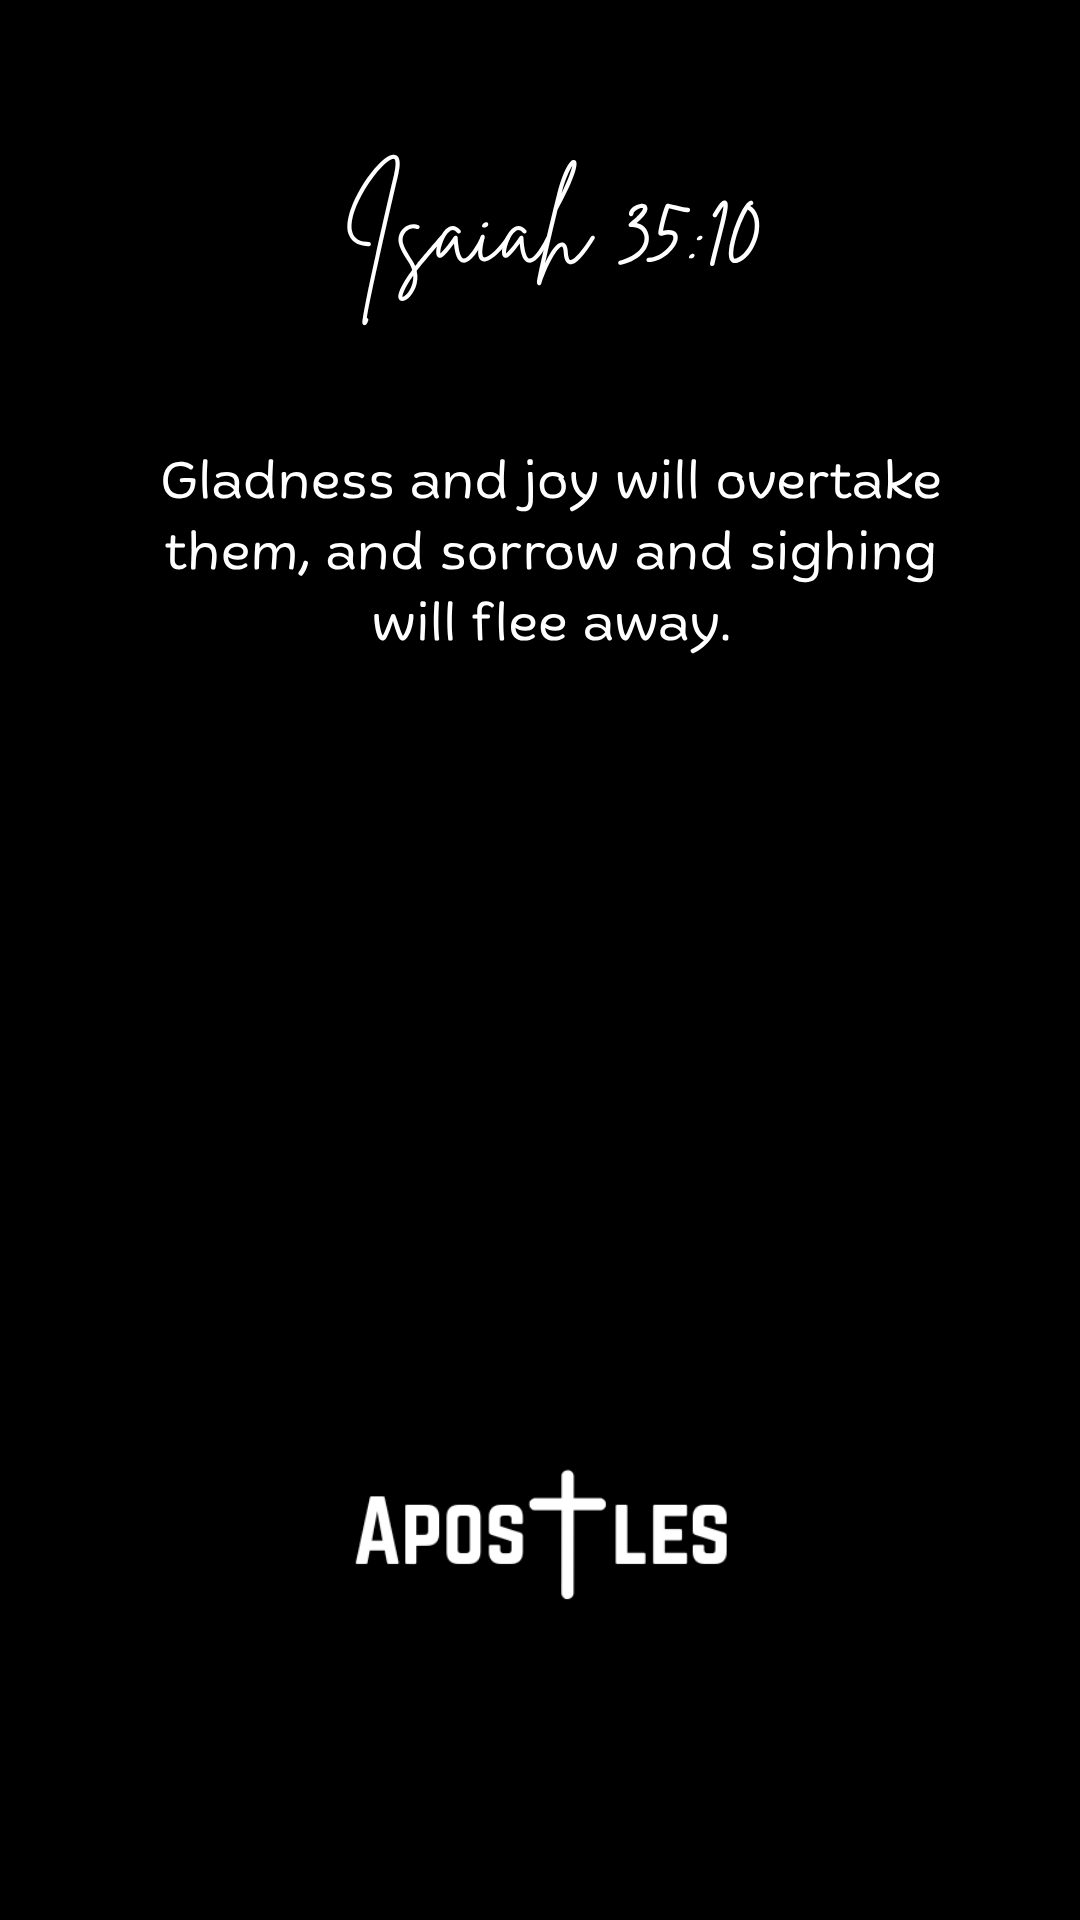 Isaiah 35:10
Gladness and joy will overtake
them, and sorrow and sighing
will flee away.
APOSTLES